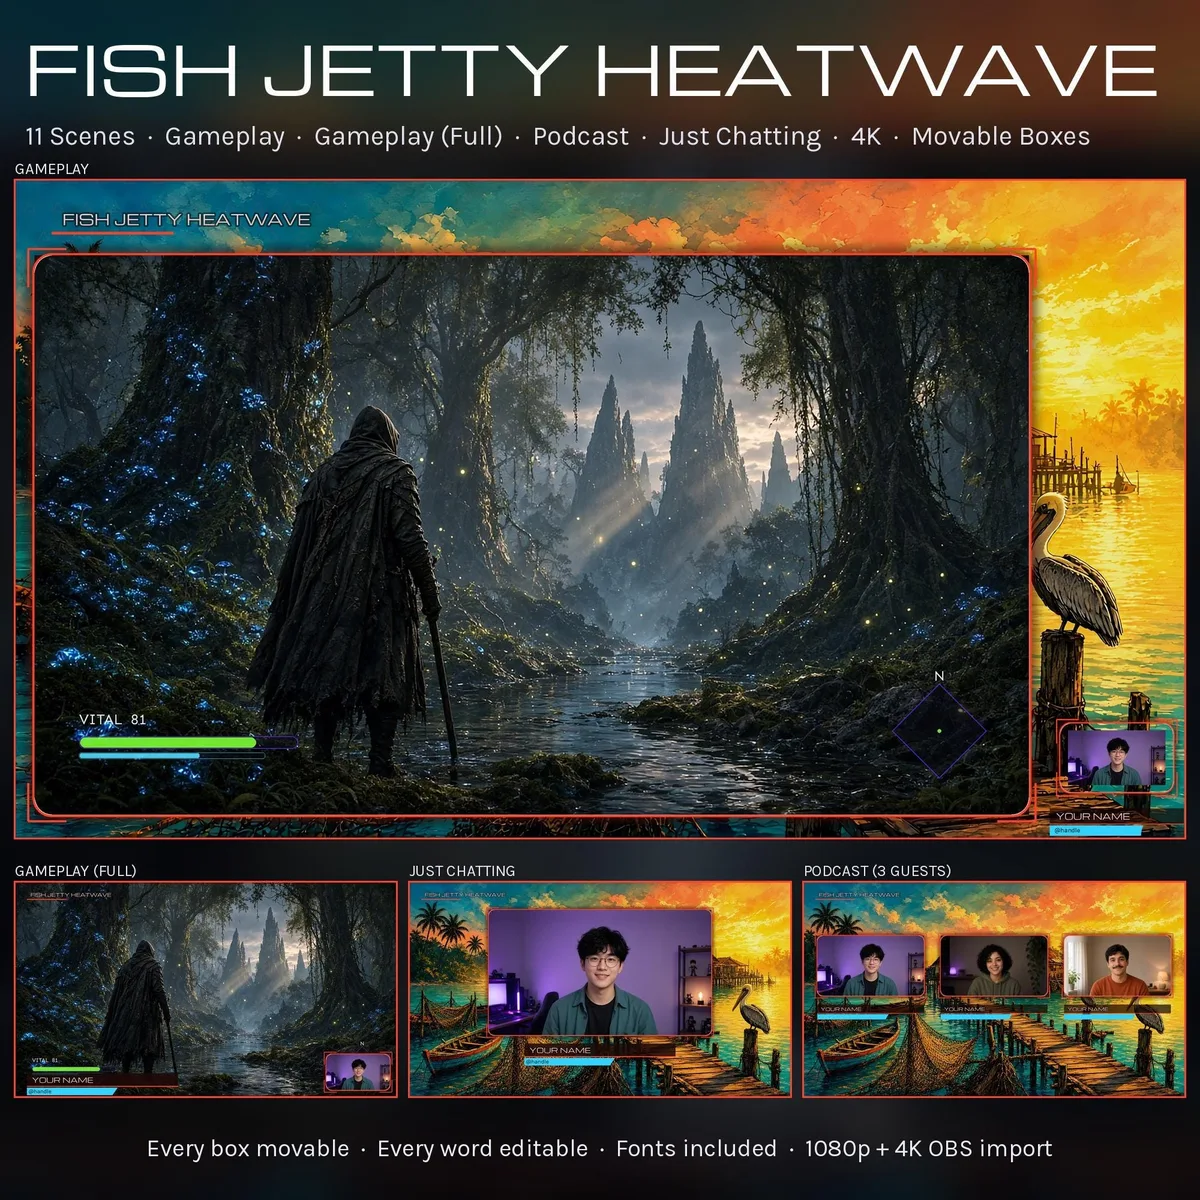 FISH JETTY HEATWAVE
11 Scenes · Gameplay · Gameplay (Full) · Podcast · Just Chatting · 4K · Movable Boxes
GAMEPLAY
FISH JETTY HEATWAVE
VITAL 81
N
YOUR NAME
@handle
GAMEPLAY (FULL)
JUST CHATTING
PODCAST (3 GUESTS)
FISH JETTY HEATWAVE
FISH JETTY HEATWAVE
FISH JETTY HEATWAVE
VITAL 81
N
YOUR NAME
@handle
YOUR NAME
@handle
YOUR NAME
YOUR NAME
YOUR NAME
Every box movable · Every word editable · Fonts included · 1080p + 4K OBS import